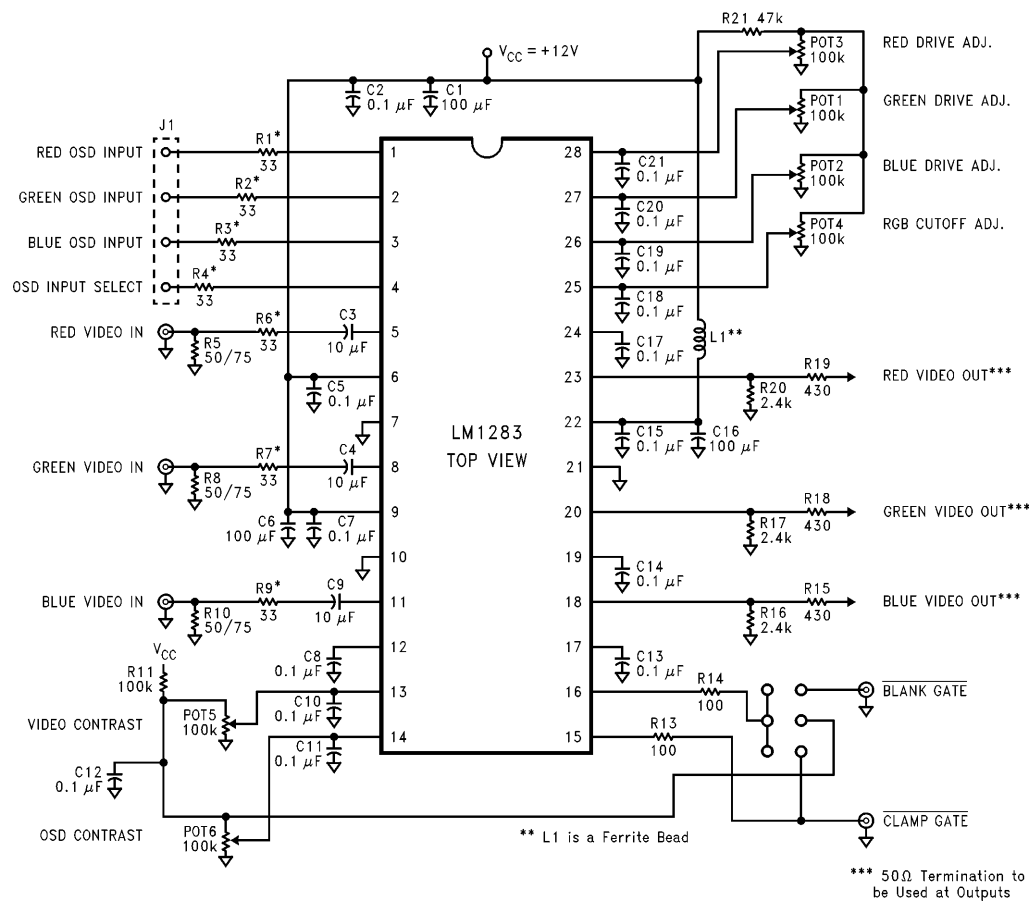 R21 47k
POT3
100k
RED DRIVE ADJ.
VCC = +12V
C2
0.1 μF
C1
100 μF
POT1
100k
GREEN DRIVE ADJ.
J1
RED OSD INPUT
R1*
33
1
28
C21
0.1 μF
POT2
100k
BLUE DRIVE ADJ.
GREEN OSD INPUT
R2*
33
2
27
C20
0.1 μF
POT4
100k
RGB CUTOFF ADJ.
BLUE OSD INPUT
R3*
33
3
26
C19
0.1 μF
OSD INPUT SELECT
R4*
33
4
25
C18
0.1 μF
RED VIDEO IN
R5
50/75
R6*
33
C3
10 μF
5
24
C17
0.1 μF
L1**
C5
0.1 μF
6
23
R20
2.4k
R19
430
RED VIDEO OUT***
7
LM1283
TOP VIEW
22
C15
0.1 μF
C16
100 μF
GREEN VIDEO IN
R8
50/75
R7*
33
C4
10 μF
8
21
C6
100 μF
C7
0.1 μF
9
20
R17
2.4k
R18
430
GREEN VIDEO OUT***
10
19
C14
0.1 μF
BLUE VIDEO IN
R10
50/75
R9*
33
C9
10 μF
11
18
R16
2.4k
R15
430
BLUE VIDEO OUT***
VCC
R11
100k
C8
0.1 μF
12
17
C13
0.1 μF
VIDEO CONTRAST
POT5
100k
C10
0.1 μF
13
16
R14
100
BLANK GATE
C11
0.1 μF
14
15
R13
100
C12
0.1 μF
OSD CONTRAST
POT6
100k
** L1 is a Ferrite Bead
CLAMP GATE
*** 50Ω Termination to
be Used at Outputs